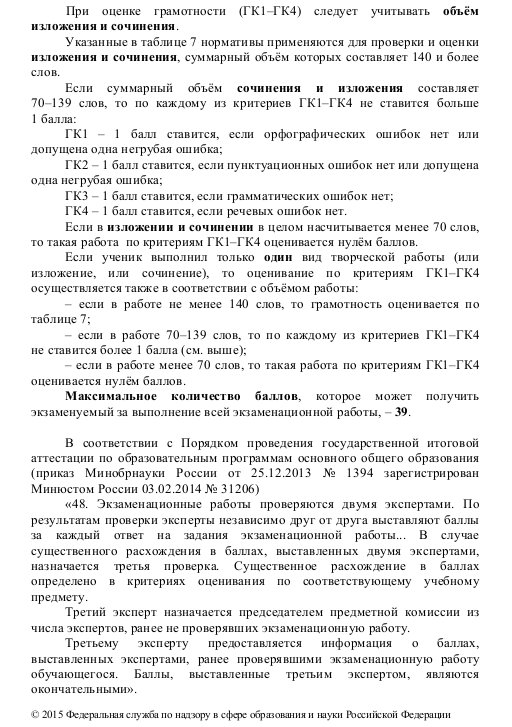 При оценке грамотности (ГК1–ГК4) следует учитывать объём
изложения и сочинения.
Указанные в таблице 7 нормативы применяются для проверки и оценки
изложения и сочинения, суммарный объём которых составляет 140 и более
слов.
Если суммарный объём сочинения и изложения составляет
70–139 слов, то по каждому из критериев ГК1–ГК4 не ставится больше
1 балла:
ГК1 – 1 балл ставится, если орфографических ошибок нет или
допущена одна негрубая ошибка;
ГК2 – 1 балл ставится, если пунктуационных ошибок нет или допущена
одна негрубая ошибка;
ГК3 – 1 балл ставится, если грамматических ошибок нет;
ГК4 – 1 балл ставится, если речевых ошибок нет.
Если в изложении и сочинении в целом насчитывается менее 70 слов,
то такая работа по критериям ГК1–ГК4 оценивается нулём баллов.
Если ученик выполнил только один вид творческой работы (или
изложение, или сочинение), то оценивание по критериям ГК1–ГК4
осуществляется также в соответствии с объёмом работы:
– если в работе не менее 140 слов, то грамотность оценивается по
таблице 7;
– если в работе 70–139 слов, то по каждому из критериев ГК1–ГК4
не ставится более 1 балла (см. выше);
– если в работе менее 70 слов, то такая работа по критериям ГК1–ГК4
оценивается нулём баллов.
Максимальное количество баллов, которое может получить
экзаменуемый за выполнение всей экзаменационной работы, – 39.
В соответствии с Порядком проведения государственной итоговой
аттестации по образовательным программам основного общего образования
(приказ Минобрнауки России от 25.12.2013 № 1394 зарегистрирован
Минюстом России 03.02.2014 № 31206)
«48. Экзаменационные работы проверяются двумя экспертами. По
результатам проверки эксперты независимо друг от друга выставляют баллы
за каждый ответ на задания экзаменационной работы... В случае
существенного расхождения в баллах, выставленных двумя экспертами,
назначается третья проверка. Существенное расхождение в баллах
определено в критериях оценивания по соответствующему учебному
предмету.
Третий эксперт назначается председателем предметной комиссии из
числа экспертов, ранее не проверявших экзаменационную работу.
Третьему эксперту предоставляется информация о баллах,
выставленных экспертами, ранее проверявшими экзаменационную работу
обучающегося. Баллы, выставленные третьим экспертом, являются
окончательными».
© 2015 Федеральная служба по надзору в сфере образования и науки Российской Федерации